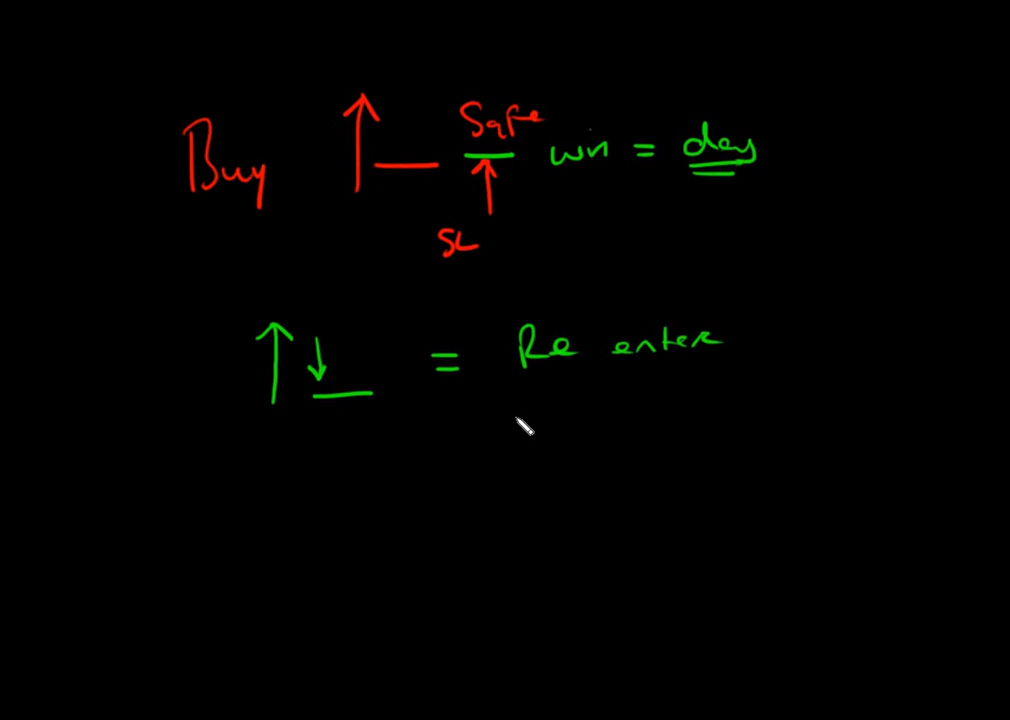 Buy Safe win = day
SL
= Re enter